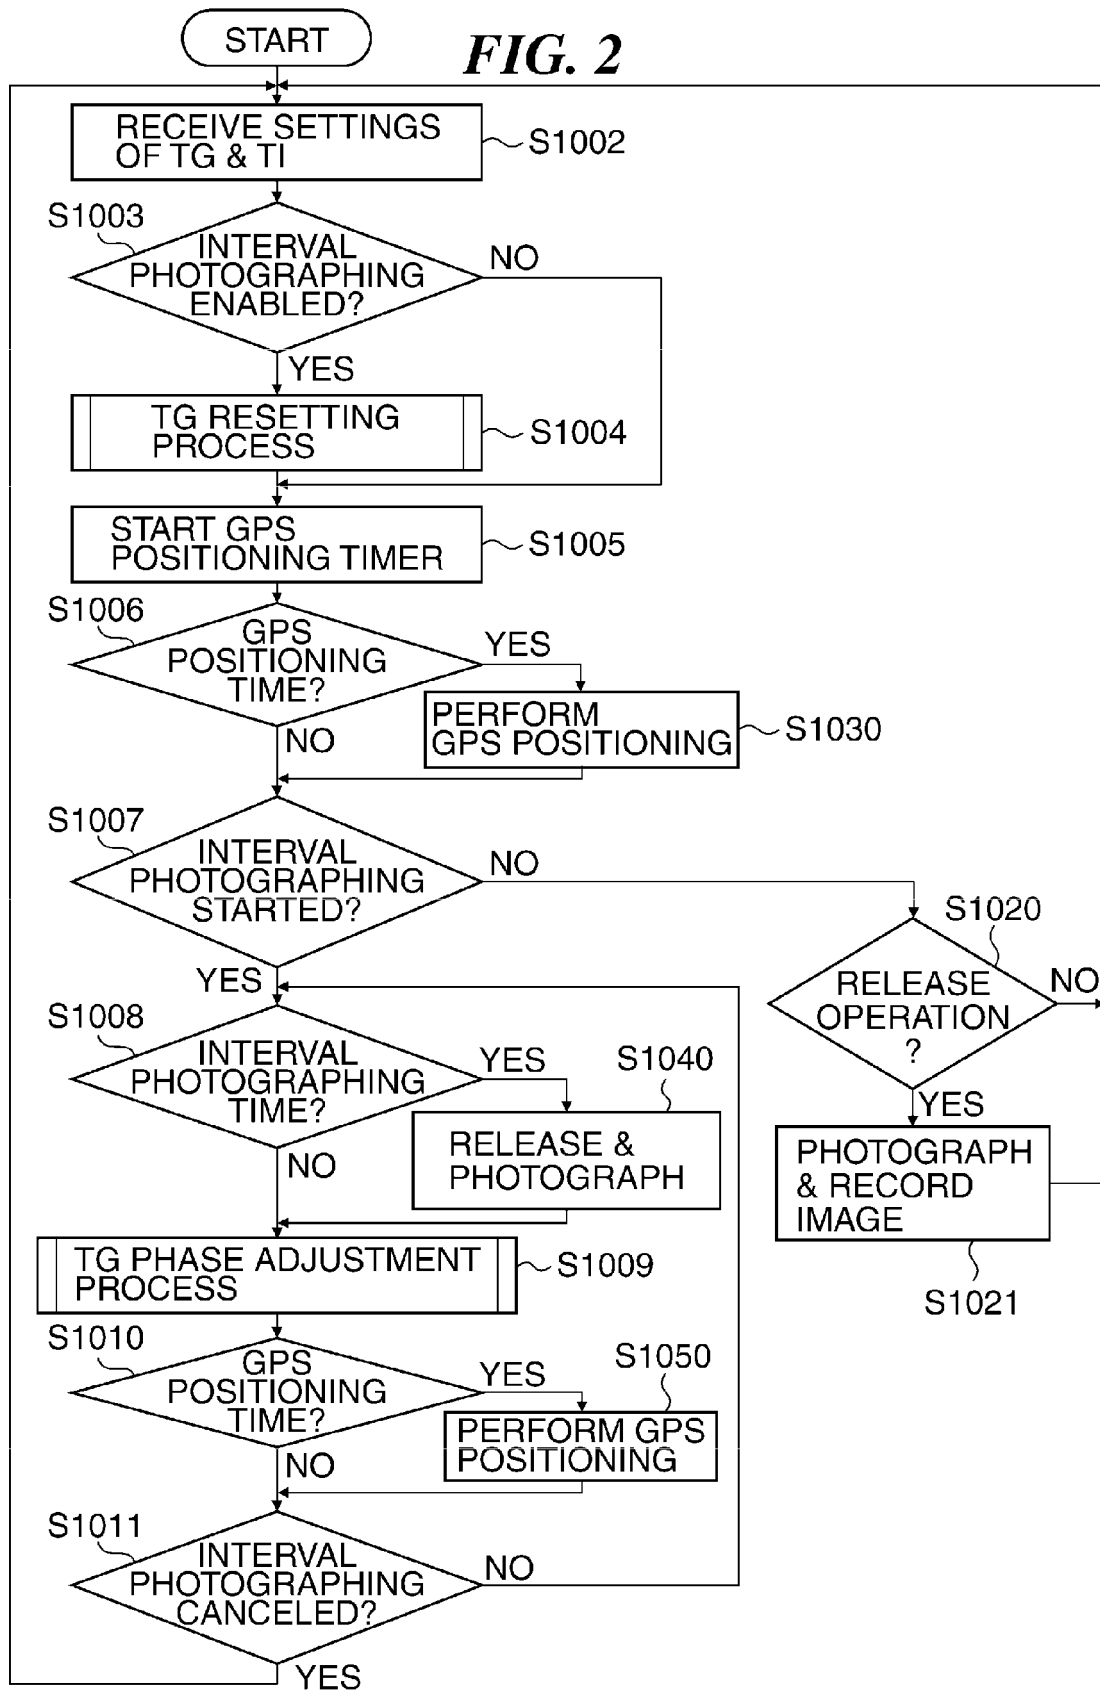 START
FIG. 2
RECEIVE SETTINGS
OF TG & TI
S1002
S1003
INTERVAL
PHOTOGRAPHING
ENABLED?
NO
YES
TG RESETTING
PROCESS
S1004
START GPS
POSITIONING TIMER
S1005
S1006
GPS
POSITIONING
TIME?
YES
NO
PERFORM
GPS POSITIONING
S1030
S1007
INTERVAL
PHOTOGRAPHING
STARTED?
NO
YES
S1020
RELEASE
OPERATION
?
NO
YES
S1008
INTERVAL
PHOTOGRAPHING
TIME?
YES
NO
S1040
RELEASE &
PHOTOGRAPH
PHOTOGRAPH
& RECORD
IMAGE
S1021
TG PHASE ADJUSTMENT
PROCESS
S1009
S1010
GPS
POSITIONING
TIME?
YES
NO
S1050
PERFORM GPS
POSITIONING
S1011
INTERVAL
PHOTOGRAPHING
CANCELED?
NO
YES